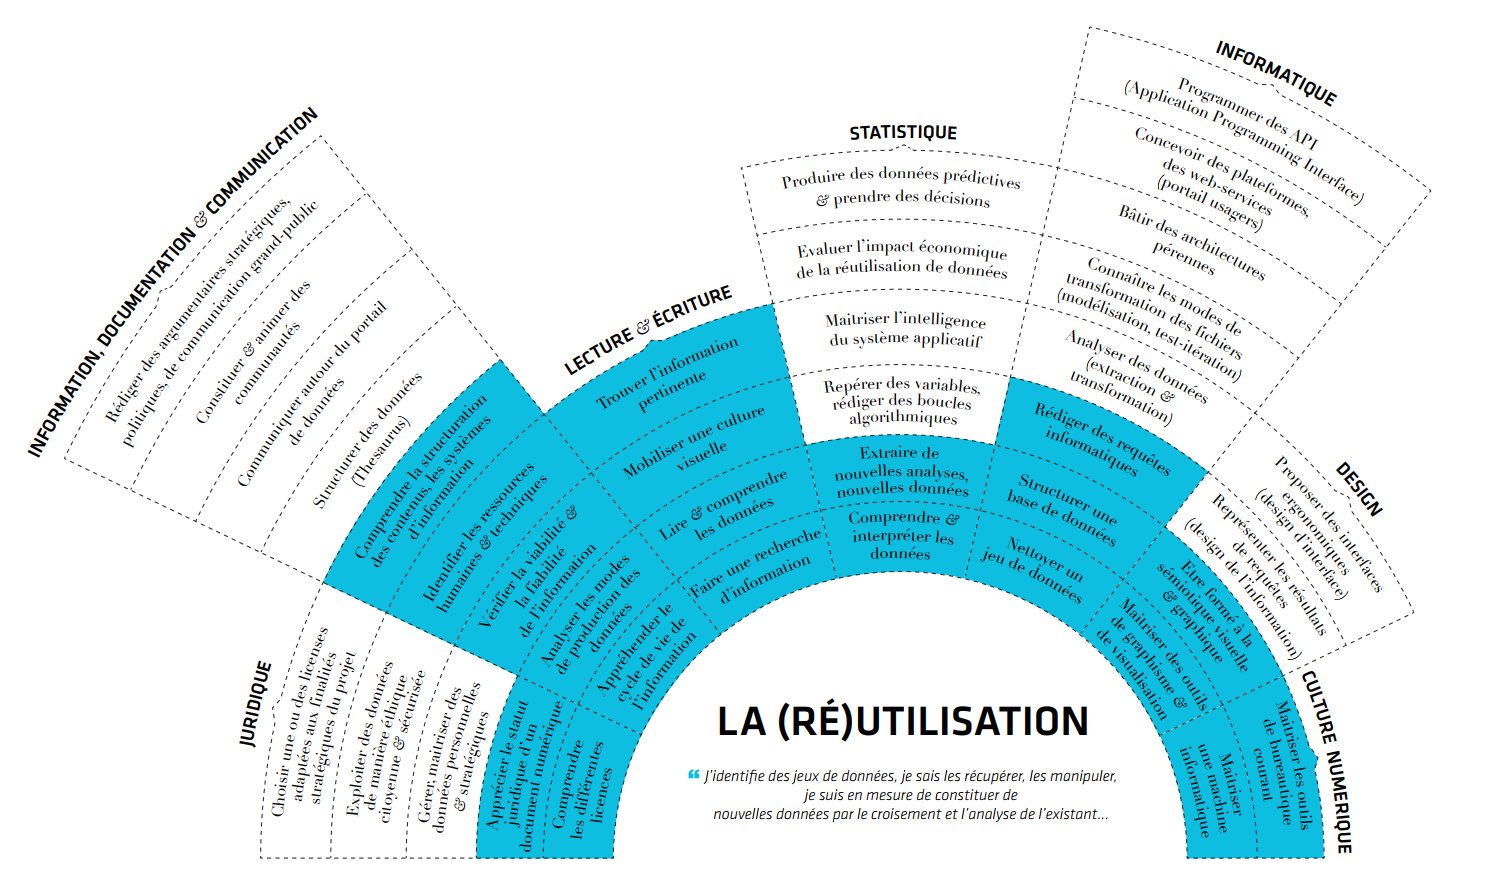 JURIDIQUE
Choisir une ou des licenses
adaptées aux finalités
stratégiques du projet
Exploiter des données
de manière éthique
citoyenne & sécurisée
Gérer, maitriser des
données personnelles
& stratégiques
Apprécier le statut
juridique d'un
document numérique
Comprendre
les différentes
licences
INFORMATION, DOCUMENTATION & COMMUNICATION
Rédiger des argumentaires stratégiques,
politiques, de communication grand-public
Constituer & animer des
communautés
Communiquer autour du portail
de données
Structurer des données
(Thesaurus)
Comprendre la structuration
des contenus, les systèmes
d'information
Identifier les ressources
humaines & techniques
Vérifier la viabilité &
la fiabilité
de l'information
Analyser les modes
de production des
données
Appréhender le
cycle de vie de
l'information
LECTURE & ÉCRITURE
Trouver l'information
pertinente
Mobiliser une culture
visuelle
Lire & comprendre
les données
Faire une recherche
d'information
STATISTIQUE
Produire des données prédictives
& prendre des décisions
Evaluer l'impact économique
de la réutilisation de données
Maitriser l'intelligence
du système applicatif
Repérer des variables,
rédiger des boucles
algorithmiques
Extraire de
nouvelles analyses,
nouvelles données
Comprendre &
interpréter les
données
INFORMATIQUE
Programmer des API
(Application Programming Interface)
Concevoir des plateformes,
des web-services
(portail usagers)
Bâtir des architectures
pérennes
Connaître les modes de
transformation des fichiers
(modélisation, test-itération)
Analyser des données
(extraction &
transformation)
Rédiger des requêtes
informatiques
Structurer une
base de données
Nettoyer un
jeu de données
DESIGN
Proposer des interfaces
ergonomiques
(design d'interface)
Représenter les résultats
de requêtes
(design de l'information)
Etre formé à la
sémiotique visuelle
& graphique
Maitriser des outils
de graphisme &
de visualisation
CULTURE NUMERIQUE
Maitriser les outils
de bureautique
courant
Maitriser
une machine
informatique
LA (RÉ)UTILISATION
“ J'identifie des jeux de données, je sais les récupérer, les manipuler,
je suis en mesure de constituer de
nouvelles données par le croisement et l'analyse de l'existant...